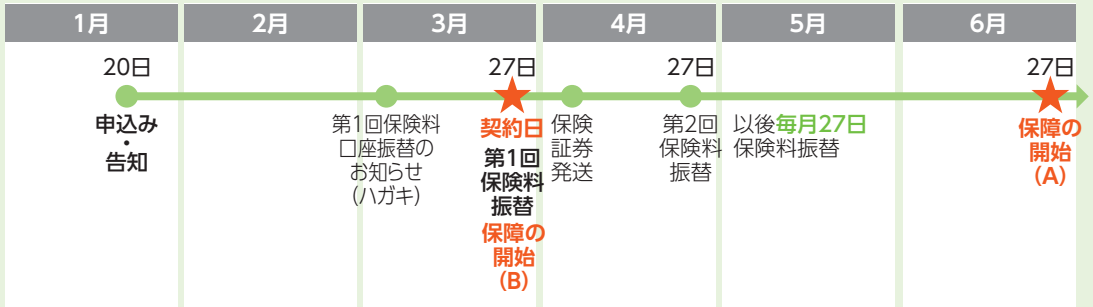 1月
2月
3月
4月
5月
6月
20日
27日
27日
27日
申込み
・
告知
第1回保険料
口座振替の
お知らせ
(ハガキ)
契約日
第1回
保険料
振替
保障の
開始
(B)
保険
証券
発送
第2回
保険料
振替
以後毎月27日
保険料振替
保障の
開始
(A)